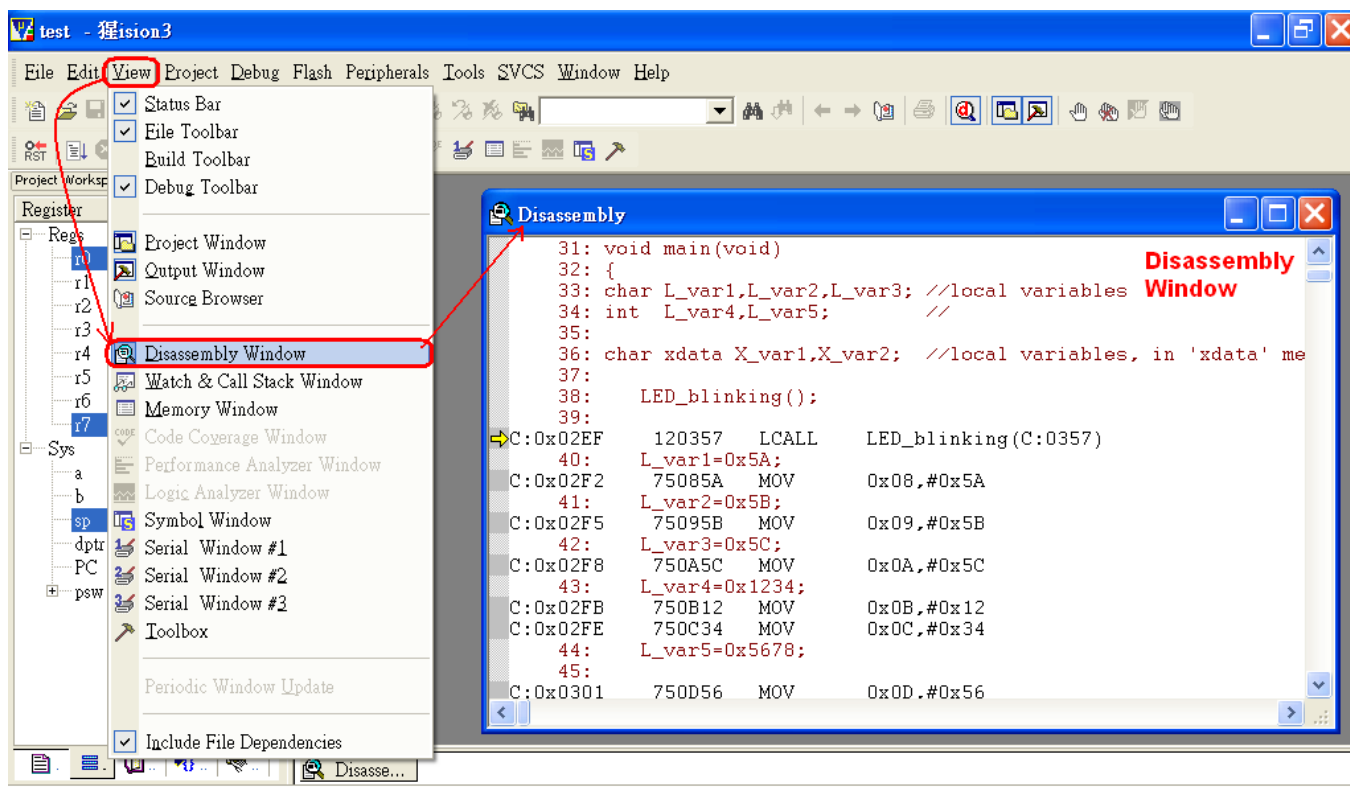 test - 猩ision3
File Edit View Project Debug Flash Peripherals Tools SVCS Window Help
Status Bar
File Toolbar
Build Toolbar
Debug Toolbar
Project Window
Output Window
Source Browser
Disassembly Window
Watch & Call Stack Window
Memory Window
Code Coverage Window
Performance Analyzer Window
Logic Analyzer Window
Symbol Window
Serial Window #1
Serial Window #2
Serial Window #3
Toolbox
Periodic Window Update
Include File Dependencies
RST
CODE
Project Worksp
Register
Regs
r0
r1
r2
r3
r4
r5
r6
r7
Sys
a
b
sp
dptr
PC
psw
Disassembly
Disassembly
Window
31: void main(void)
32: {
33: char L_var1,L_var2,L_var3; //local variables
34: int L_var4,L_var5; //
35:
36: char xdata X_var1,X_var2; //local variables, in 'xdata' me
37:
38: LED_blinking();
39:
C:0x02EF 120357 LCALL LED_blinking(C:0357)
40: L_var1=0x5A;
C:0x02F2 75085A MOV 0x08,#0x5A
41: L_var2=0x5B;
C:0x02F5 75095B MOV 0x09,#0x5B
42: L_var3=0x5C;
C:0x02F8 750A5C MOV 0x0A,#0x5C
43: L_var4=0x1234;
C:0x02FB 750B12 MOV 0x0B,#0x12
C:0x02FE 750C34 MOV 0x0C,#0x34
44: L_var5=0x5678;
45:
C:0x0301 750D56 MOV 0x0D,#0x56
Disasse...